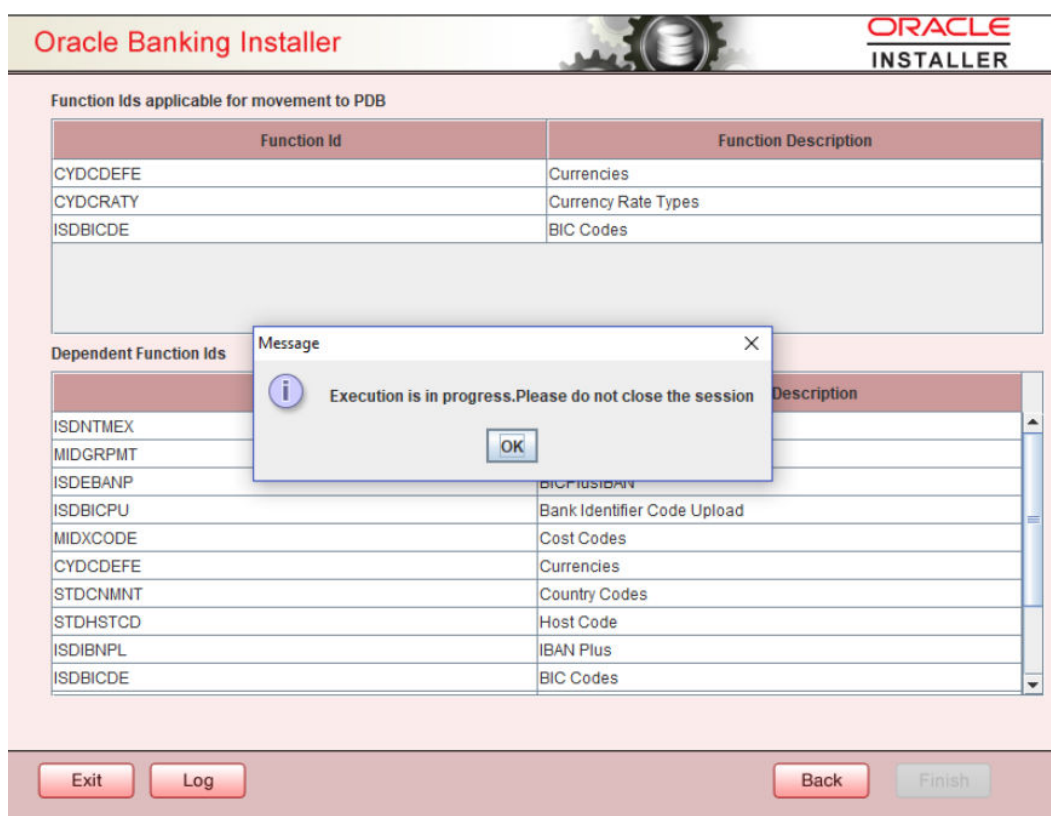 Oracle Banking Installer
ORACLE
INSTALLER
Function Ids applicable for movement to PDB
Function Id Function Description
CYDCDEFE Currencies
CYDCRATY Currency Rate Types
ISDBICDE BIC Codes
Dependent Function Ids
Message
Execution is in progress.Please do not close the session
OK
Description
ISDNTMEX
MIDGRPMT
ISDEBANP BICPlusIBAN
ISDBICPU Bank Identifier Code Upload
MIDXCODE Cost Codes
CYDCDEFE Currencies
STDCNMNT Country Codes
STDHSTCD Host Code
ISDIBNPL IBAN Plus
ISDBICDE BIC Codes
Exit Log Back Finish